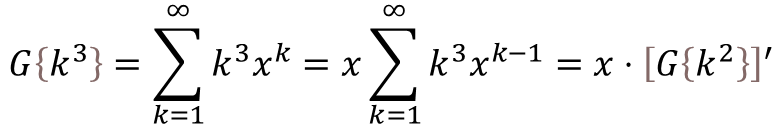 G{k³} = ∑_{k=1}^{∞} k³x^k = x ∑_{k=1}^{∞} k³x^{k−1} = x · [G{k²}]′